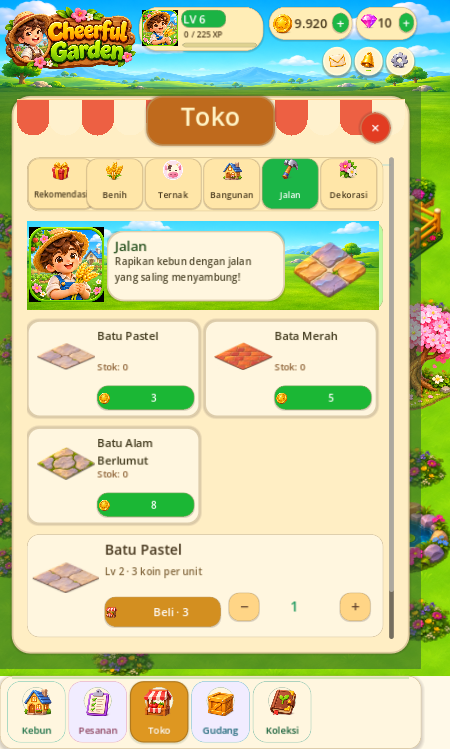 Cheerful
Garden
LV 6
0 / 225 XP
9.920
+
10
+
Toko
×
Rekomendasi
Benih
Ternak
Bangunan
Jalan
Dekorasi
Jalan
Rapikan kebun dengan jalan
yang saling menyambung!
Batu Pastel
Stok: 0
3
Bata Merah
Stok: 0
5
Batu Alam
Berlumut
Stok: 0
8
Batu Pastel
Lv 2 · 3 koin per unit
Beli · 3
−
1
+
Kebun
Pesanan
Toko
Gudang
Koleksi